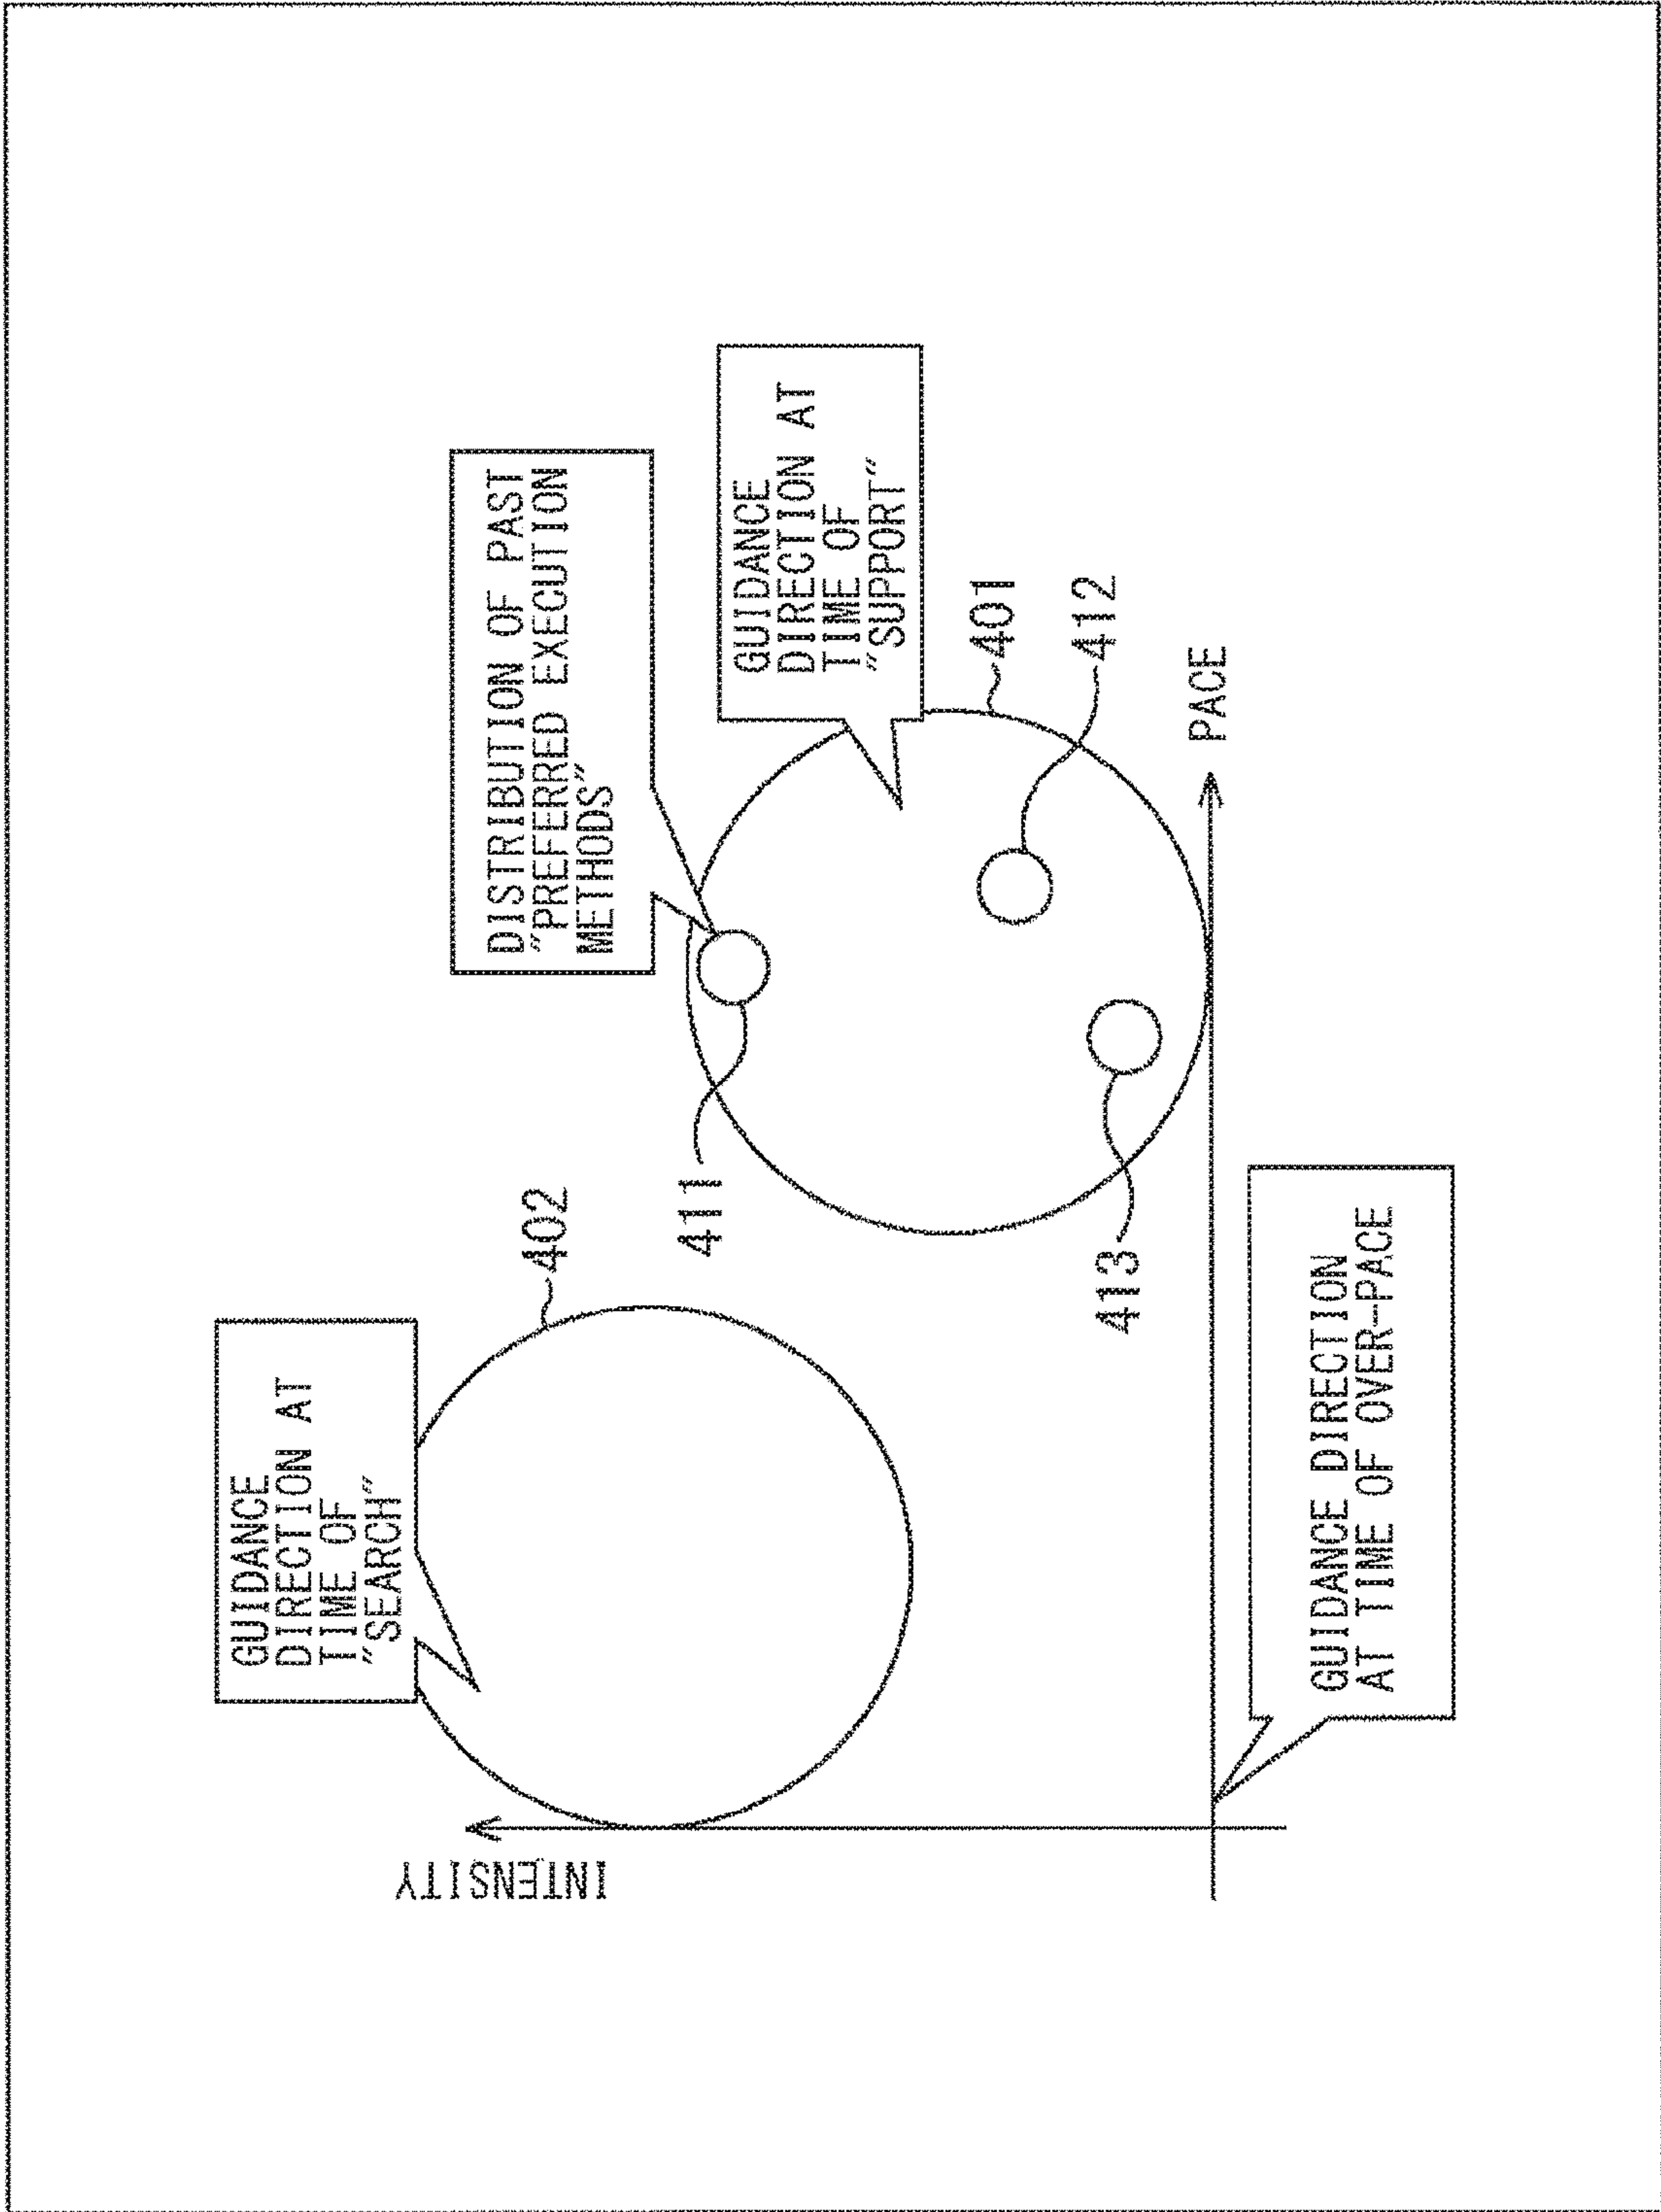 GUIDANCE
DIRECTION AT
TIME OF
"SEARCH"
DISTRIBUTION OF PAST
"PREFERRED EXECUTION
METHODS"
GUIDANCE
DIRECTION AT
TIME OF
"SUPPORT"
INTENSITY
402
411
401
412
413
PACE
GUIDANCE DIRECTION
AT TIME OF OVER-PACE